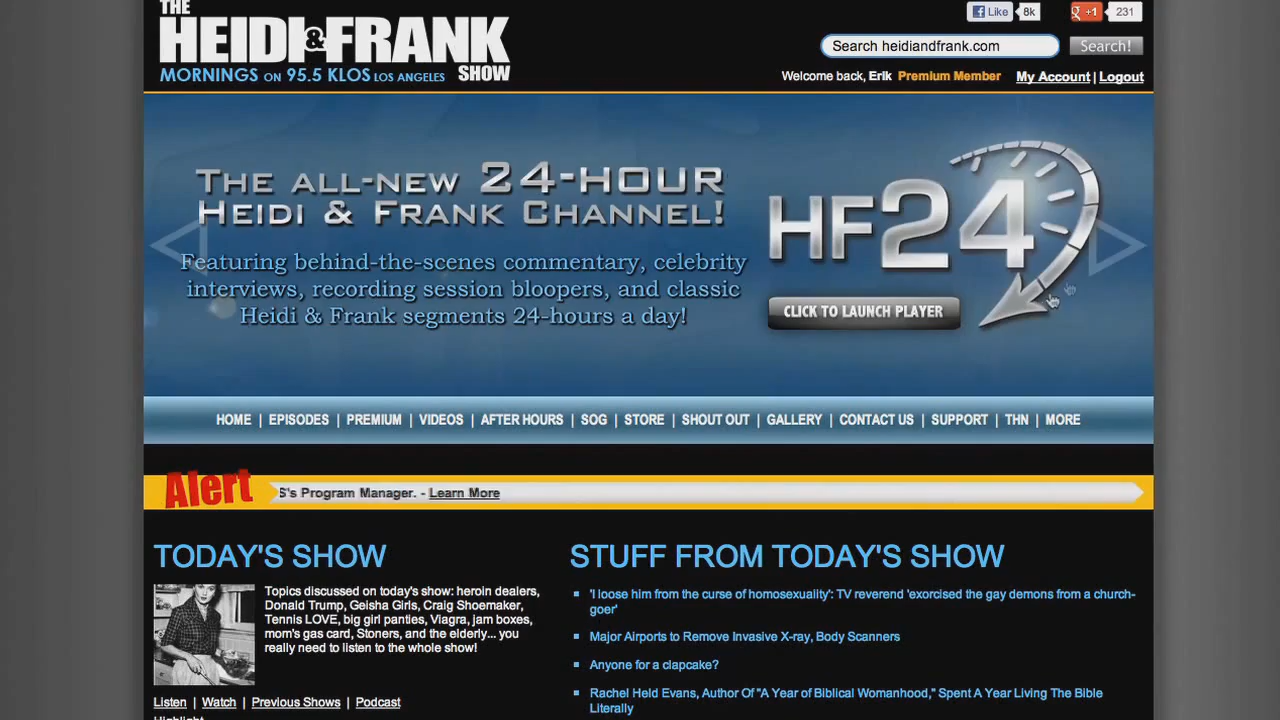 THE
HEIDI & FRANK
SHOW
MORNINGS ON 95.5 KLOS LOS ANGELES
Like 8k
g +1 231
Search heidiandfrank.com Search!
Welcome back, Erik Premium Member My Account | Logout
THE ALL-NEW 24-HOUR
HEIDI & FRANK CHANNEL!
Featuring behind-the-scenes commentary, celebrity
interviews, recording session bloopers, and classic
Heidi & Frank segments 24-hours a day!
HF24
CLICK TO LAUNCH PLAYER
HOME | EPISODES | PREMIUM | VIDEOS | AFTER HOURS | SOG | STORE | SHOUT OUT | GALLERY | CONTACT US | SUPPORT | THN | MORE
Alert
S's Program Manager. - Learn More
TODAY'S SHOW
Topics discussed on today's show: heroin dealers,
Donald Trump, Geisha Girls, Craig Shoemaker,
Tennis LOVE, big girl panties, Viagra, jam boxes,
mom's gas card, Stoners, and the elderly... you
really need to listen to the whole show!
Listen | Watch | Previous Shows | Podcast
Highlight
STUFF FROM TODAY'S SHOW
'I loose him from the curse of homosexuality': TV reverend 'exorcised the gay demons from a church-
goer'
Major Airports to Remove Invasive X-ray, Body Scanners
Anyone for a clapcake?
Rachel Held Evans, Author Of "A Year of Biblical Womanhood," Spent A Year Living The Bible
Literally